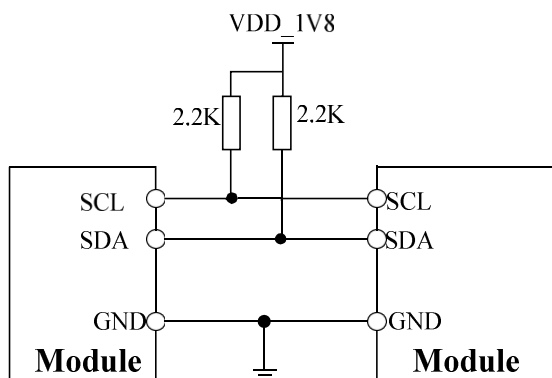 VDD_1V8
2.2K 2.2K
SCL SCL
SDA SDA
GND GND
Module Module